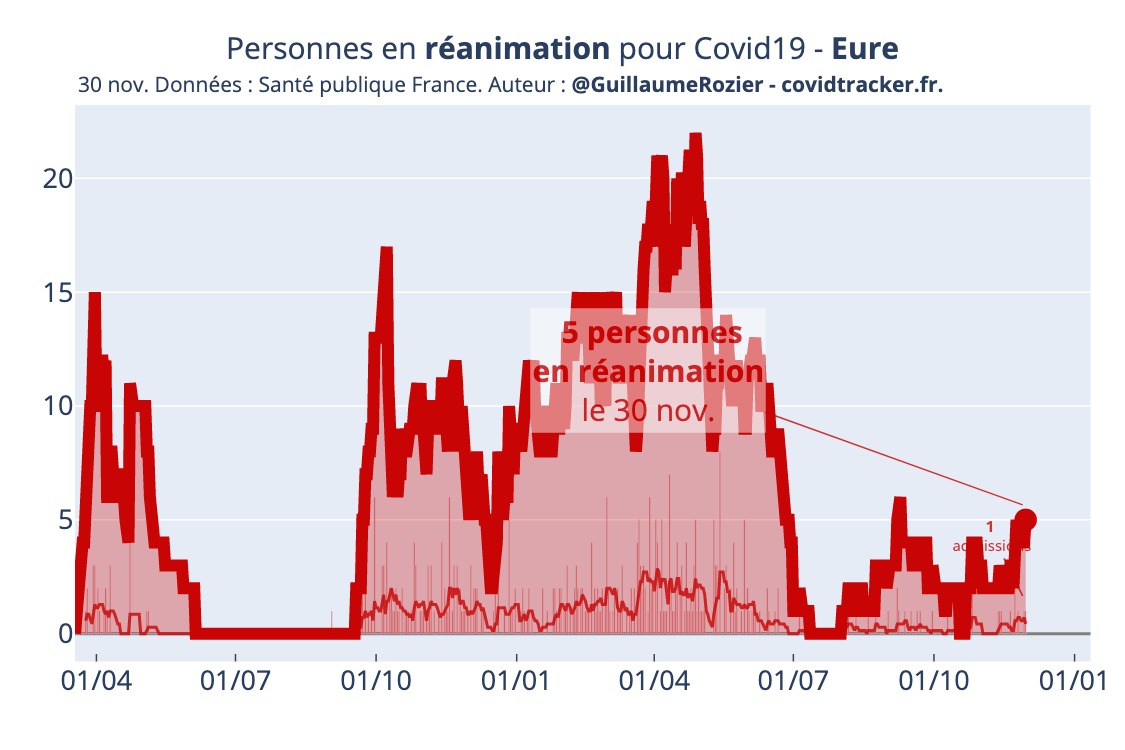 Personnes en réanimation pour Covid19 - Eure
30 nov. Données : Santé publique France. Auteur : @GuillaumeRozier - covidtracker.fr.
20
15
10
5
0
5 personnes
en réanimation
le 30 nov.
1
admissions
01/04
01/07
01/10
01/01
01/04
01/07
01/10
01/01